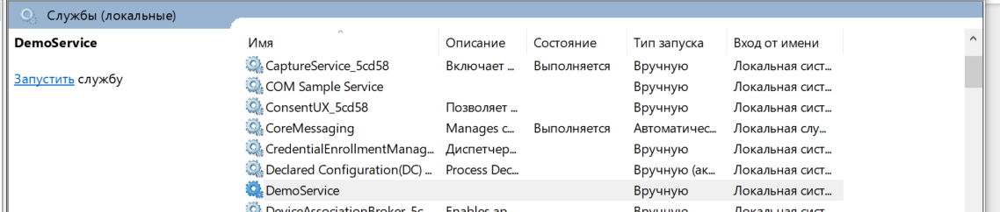 Службы (локальные)
DemoService
Запустить службу
Имя Описание Состояние Тип запуска Вход от имени
CaptureService_5cd58 Включает ... Выполняется Вручную Локальная сист...
COM Sample Service Вручную Локальная сист...
ConsentUX_5cd58 Позволяет ... Вручную Локальная сист...
CoreMessaging Manages c... Выполняется Автоматичес... Локальная слу...
CredentialEnrollmentManag... Диспетчер... Вручную Локальная сист...
Declared Configuration(DC) ... Process Dec... Вручную (ак... Локальная сист...
DemoService Вручную Локальная сист...
DeviceAssociationBroker_5c... Enables ap... Вручную Локальная сист...